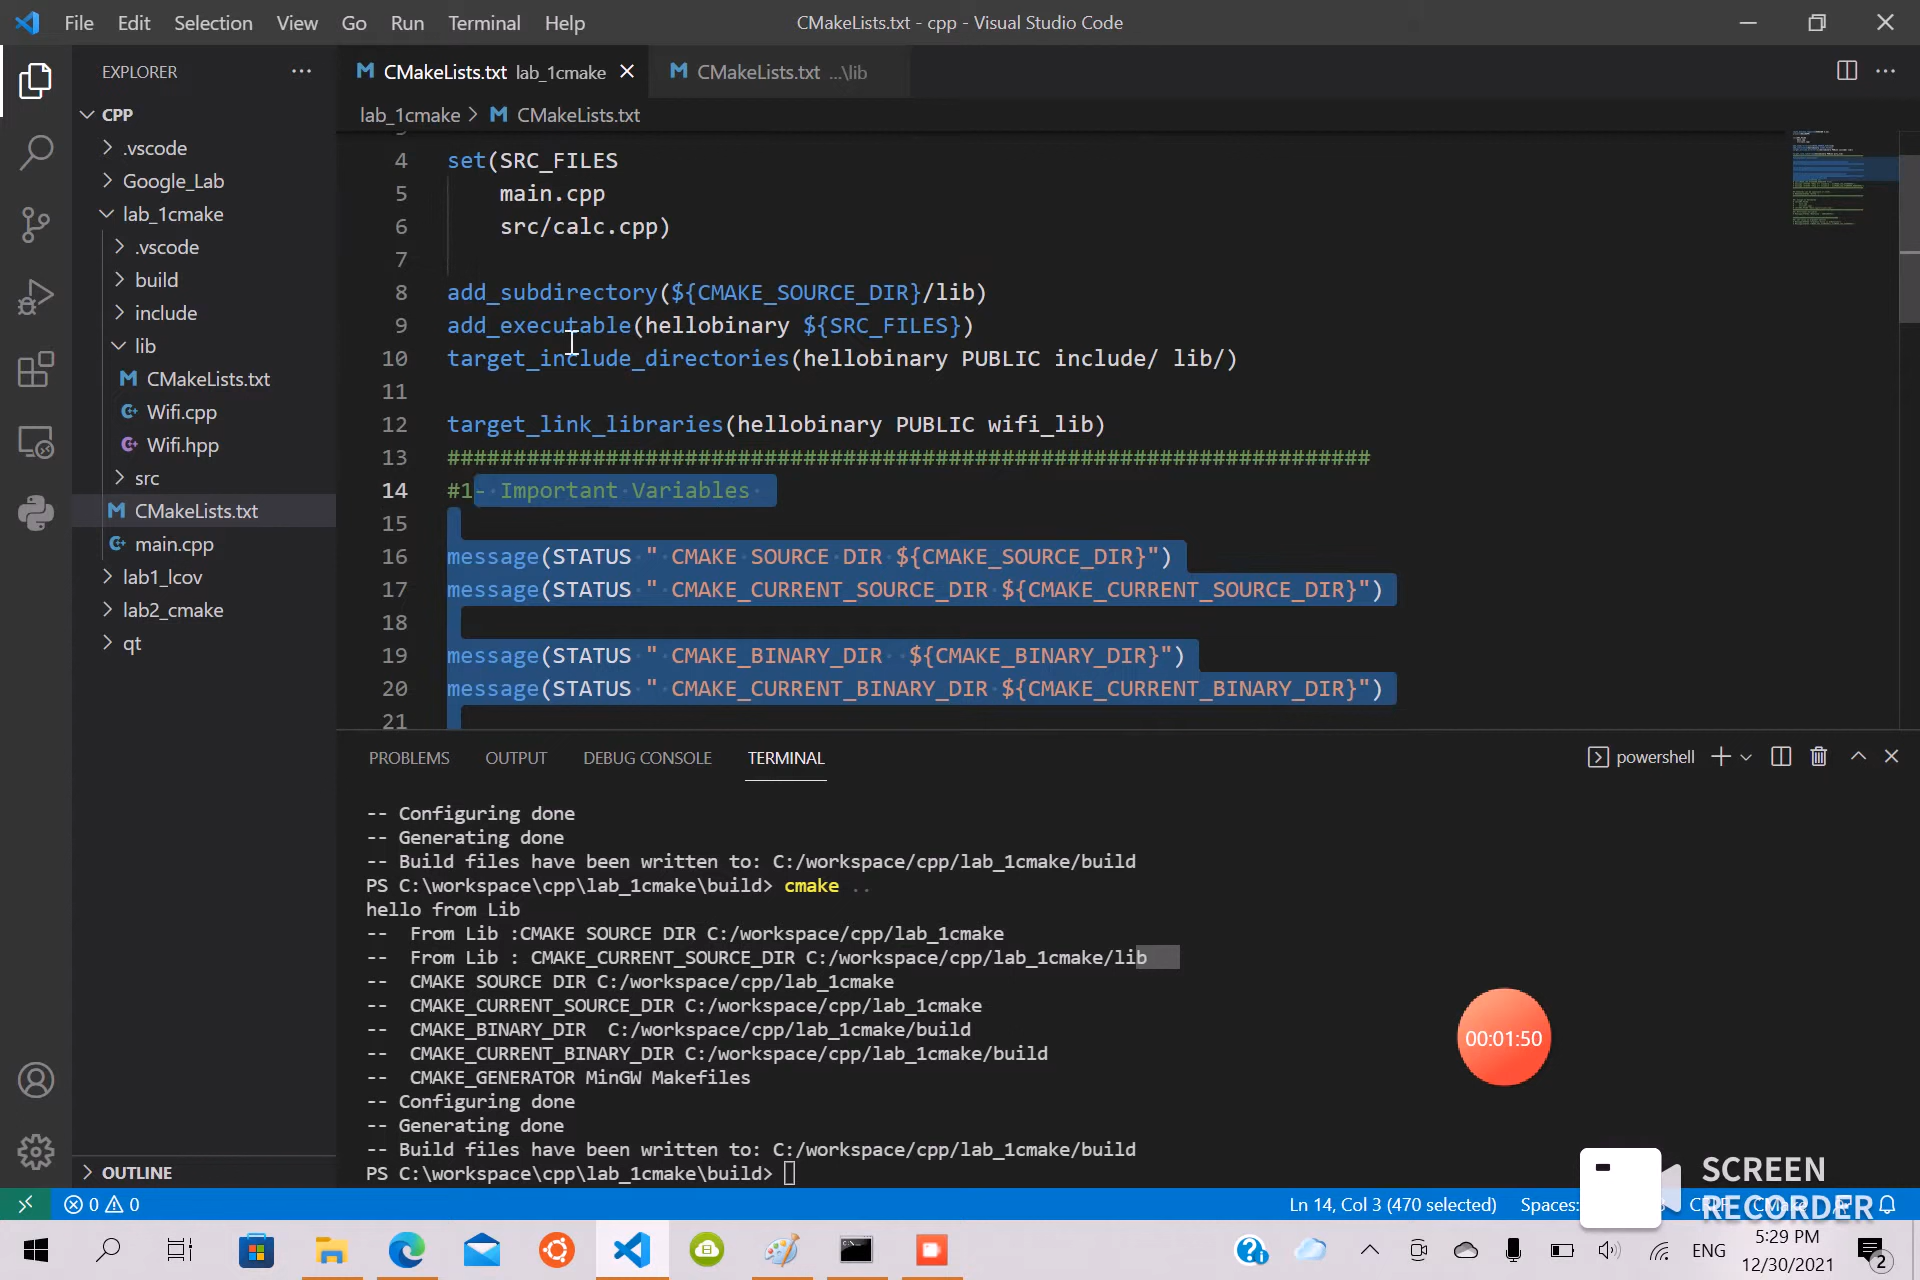 File Edit Selection View Go Run Terminal Help
CMakeLists.txt - cpp - Visual Studio Code
EXPLORER
CPP
.vscode
Google_Lab
lab_1cmake
.vscode
build
include
lib
CMakeLists.txt
Wifi.cpp
Wifi.hpp
src
CMakeLists.txt
main.cpp
lab1_lcov
lab2_cmake
qt
OUTLINE
CMakeLists.txt lab_1cmake
CMakeLists.txt ...\lib
lab_1cmake > CMakeLists.txt
4 set(SRC_FILES
5 main.cpp
6 src/calc.cpp)
7
8 add_subdirectory(${CMAKE_SOURCE_DIR}/lib)
9 add_executable(hellobinary ${SRC_FILES})
10 target_include_directories(hellobinary PUBLIC include/ lib/)
11
12 target_link_libraries(hellobinary PUBLIC wifi_lib)
13 ######################################################################
14 #1- Important Variables
15
16 message(STATUS " CMAKE SOURCE DIR ${CMAKE_SOURCE_DIR}")
17 message(STATUS " CMAKE_CURRENT_SOURCE_DIR ${CMAKE_CURRENT_SOURCE_DIR}")
18
19 message(STATUS " CMAKE_BINARY_DIR  ${CMAKE_BINARY_DIR}")
20 message(STATUS " CMAKE_CURRENT_BINARY_DIR ${CMAKE_CURRENT_BINARY_DIR}")
21
PROBLEMS OUTPUT DEBUG CONSOLE TERMINAL
powershell
-- Configuring done
-- Generating done
-- Build files have been written to: C:/workspace/cpp/lab_1cmake/build
PS C:\workspace\cpp\lab_1cmake\build> cmake ..
hello from Lib
--  From Lib :CMAKE SOURCE DIR C:/workspace/cpp/lab_1cmake
--  From Lib : CMAKE_CURRENT_SOURCE_DIR C:/workspace/cpp/lab_1cmake/lib
--  CMAKE SOURCE DIR C:/workspace/cpp/lab_1cmake
--  CMAKE_CURRENT_SOURCE_DIR C:/workspace/cpp/lab_1cmake
--  CMAKE_BINARY_DIR  C:/workspace/cpp/lab_1cmake/build
--  CMAKE_CURRENT_BINARY_DIR C:/workspace/cpp/lab_1cmake/build
--  CMAKE_GENERATOR MinGW Makefiles
-- Configuring done
-- Generating done
-- Build files have been written to: C:/workspace/cpp/lab_1cmake/build
PS C:\workspace\cpp\lab_1cmake\build>
00:01:50
SCREEN
RECORDER
0 0
Ln 14, Col 3 (470 selected) Spaces:
ENG
5:29 PM
12/30/2021
2